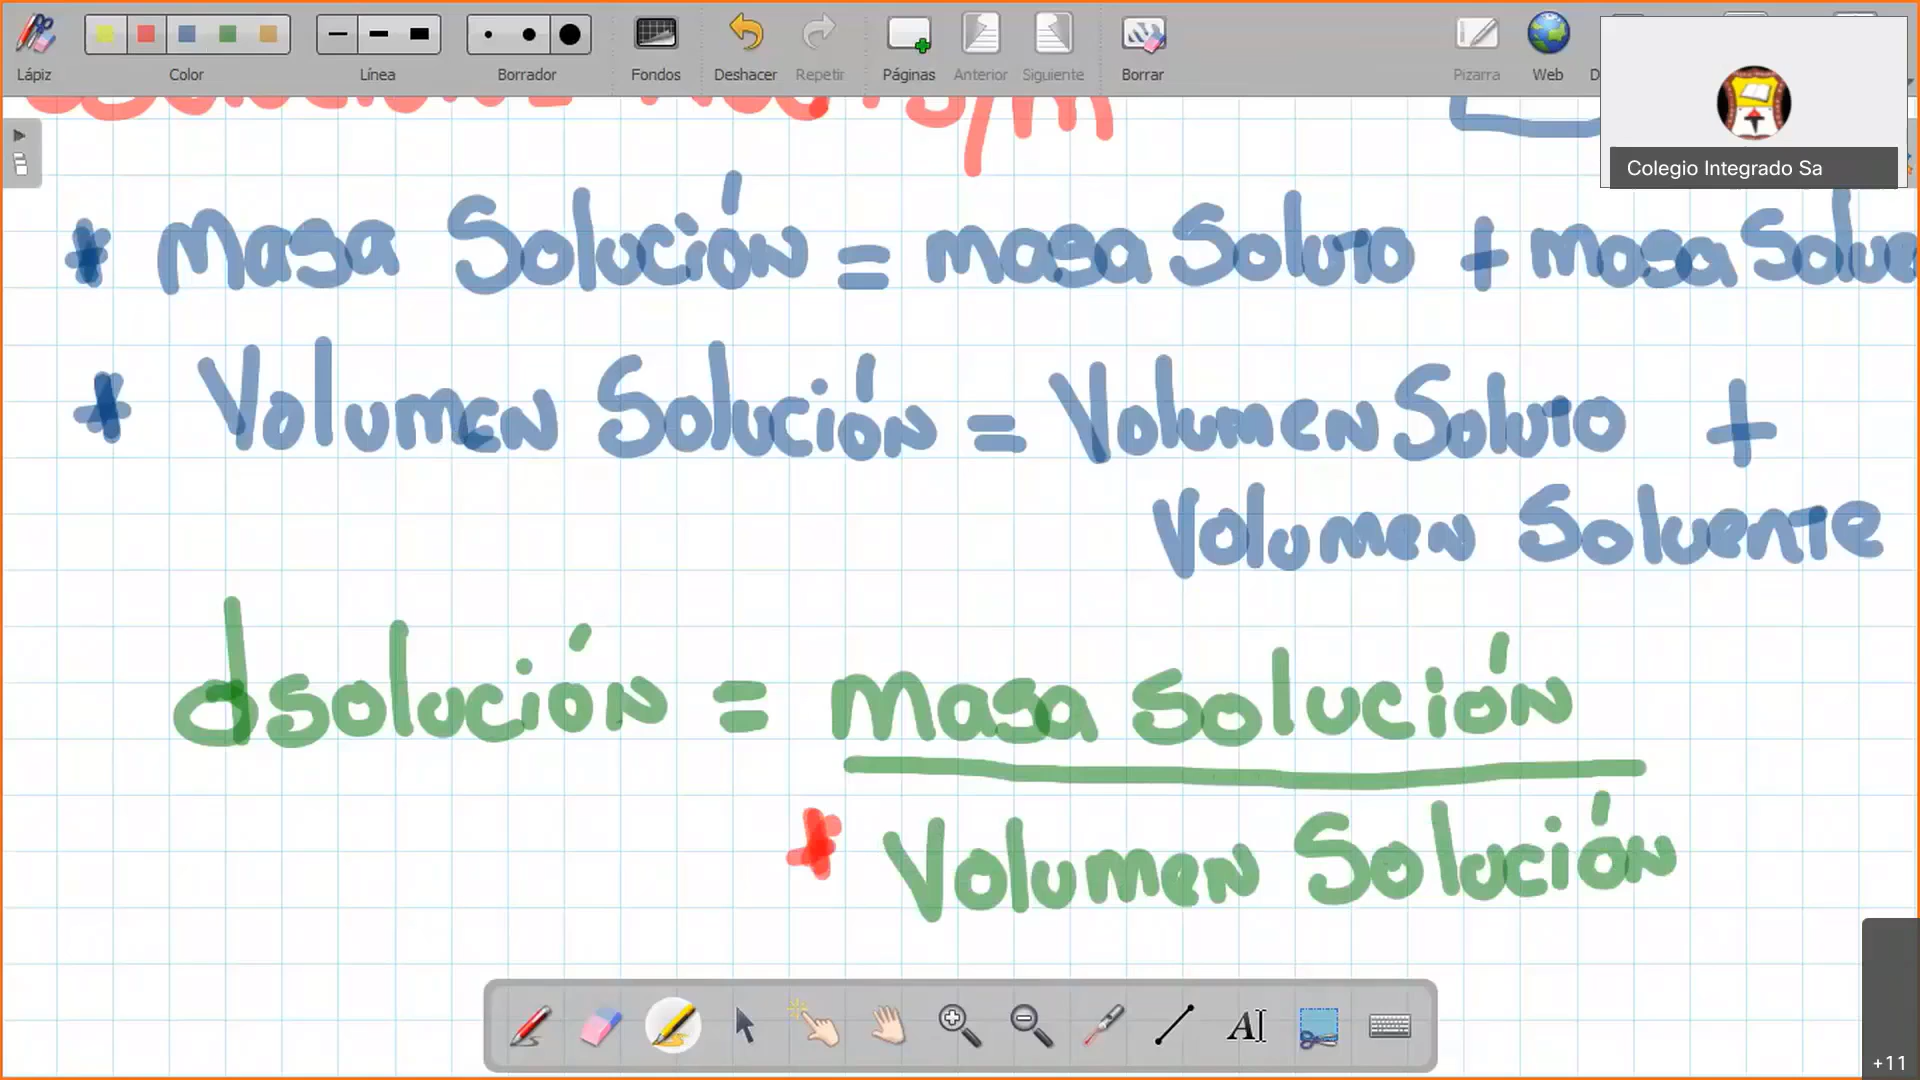 Lápiz Color Línea Borrador Fondos Deshacer Repetir Páginas Anterior Siguiente Borrar Pizarra Web
Colegio Integrado Sa
* Masa Solución = masa Soluto + masa Solve
* Volumen Solución = Volumen Soluto +
Volumen Solvente
dsolución = masa solución
* Volumen Solución
+11